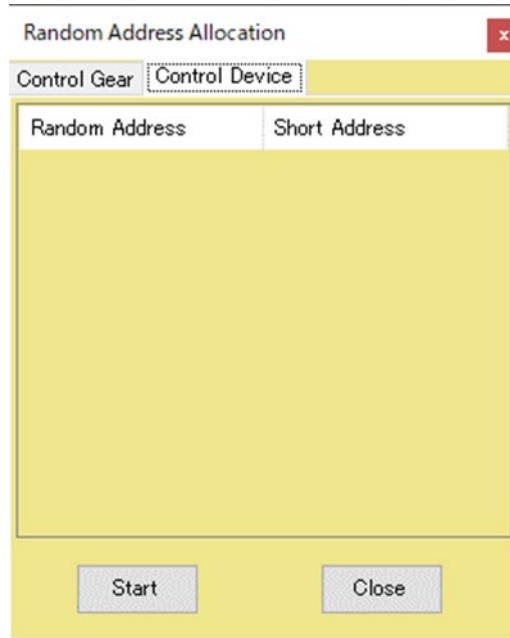 Random Address Allocation x
Control Gear Control Device
Random Address Short Address
Start Close